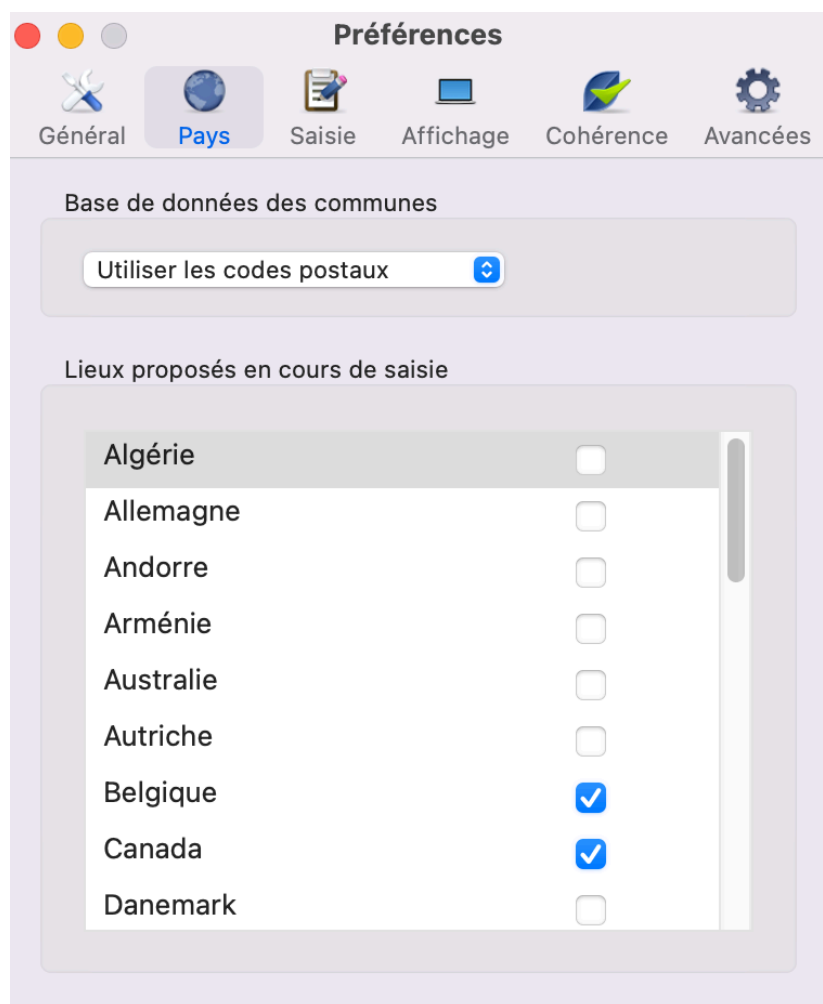 Préférences
Général Pays Saisie Affichage Cohérence Avancées
Base de données des communes
Utiliser les codes postaux
Lieux proposés en cours de saisie
Algérie
Allemagne
Andorre
Arménie
Australie
Autriche
Belgique
Canada
Danemark